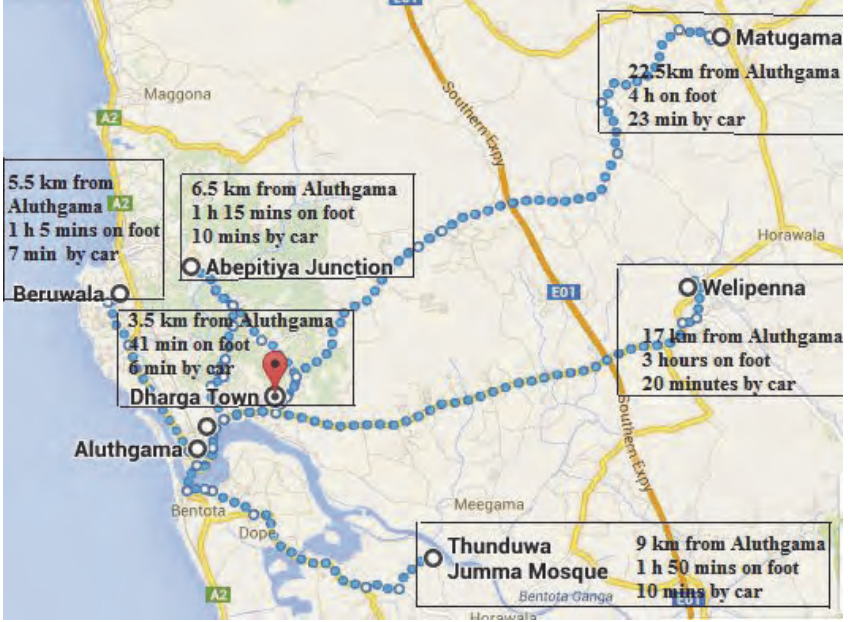 E01
Matugama
22.5km from Aluthgama
4 h on foot
23 min by car
Maggona
A2
Southern Expy
5.5 km from
Aluthgama
1 h 5 mins on foot
7 min by car
A2
6.5 km from Aluthgama
1 h 15 mins on foot
10 mins by car
Abepitiya Junction
Horawala
E01
Welipenna
Beruwala
3.5 km from Aluthgama
41 min on foot
6 min by car
Dharga Town
17 km from Aluthgama
3 hours on foot
20 minutes by car
Aluthgama
Southern Expy
Bentota
Meegama
Dope
Thunduwa
Jumma Mosque
9 km from Aluthgama
1 h 50 mins on foot
10 mins by car
A2
Bentota Ganga
E01
Horawala